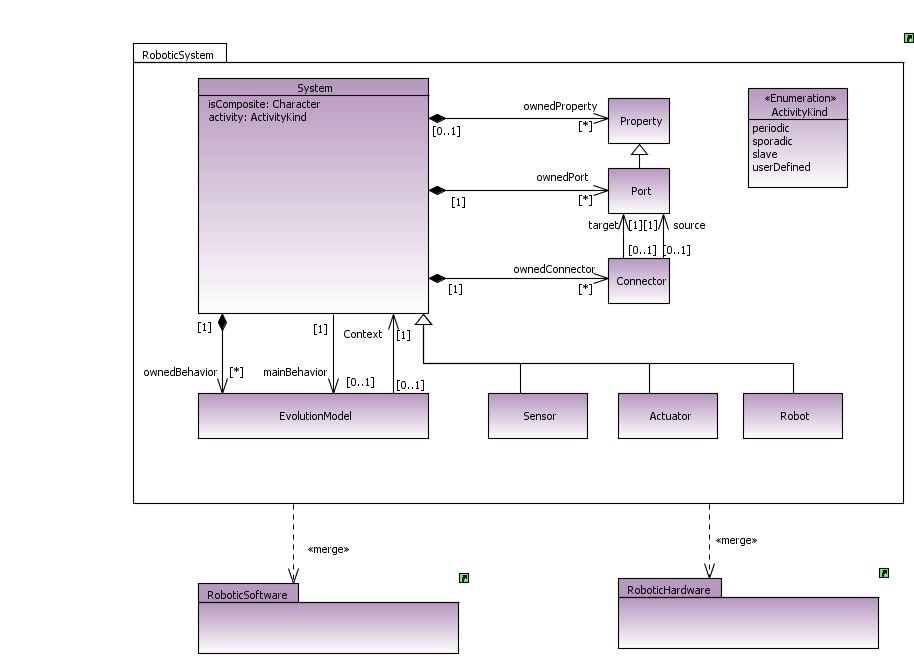 RoboticSystem
System
isComposite: Character
activity: ActivityKind
ownedProperty
[0..1]
[*]
Property
«Enumeration»
ActivityKind
periodic
sporadic
slave
userDefined
ownedPort
[1]
[*]
Port
target
[1]
[1]
source
[0..1]
[0..1]
ownedConnector
[1]
[*]
Connector
[1]
[1]
Context
[1]
ownedBehavior
[*]
mainBehavior
[0..1]
[0..1]
EvolutionModel
Sensor
Actuator
Robot
«merge»
«merge»
RoboticSoftware
RoboticHardware